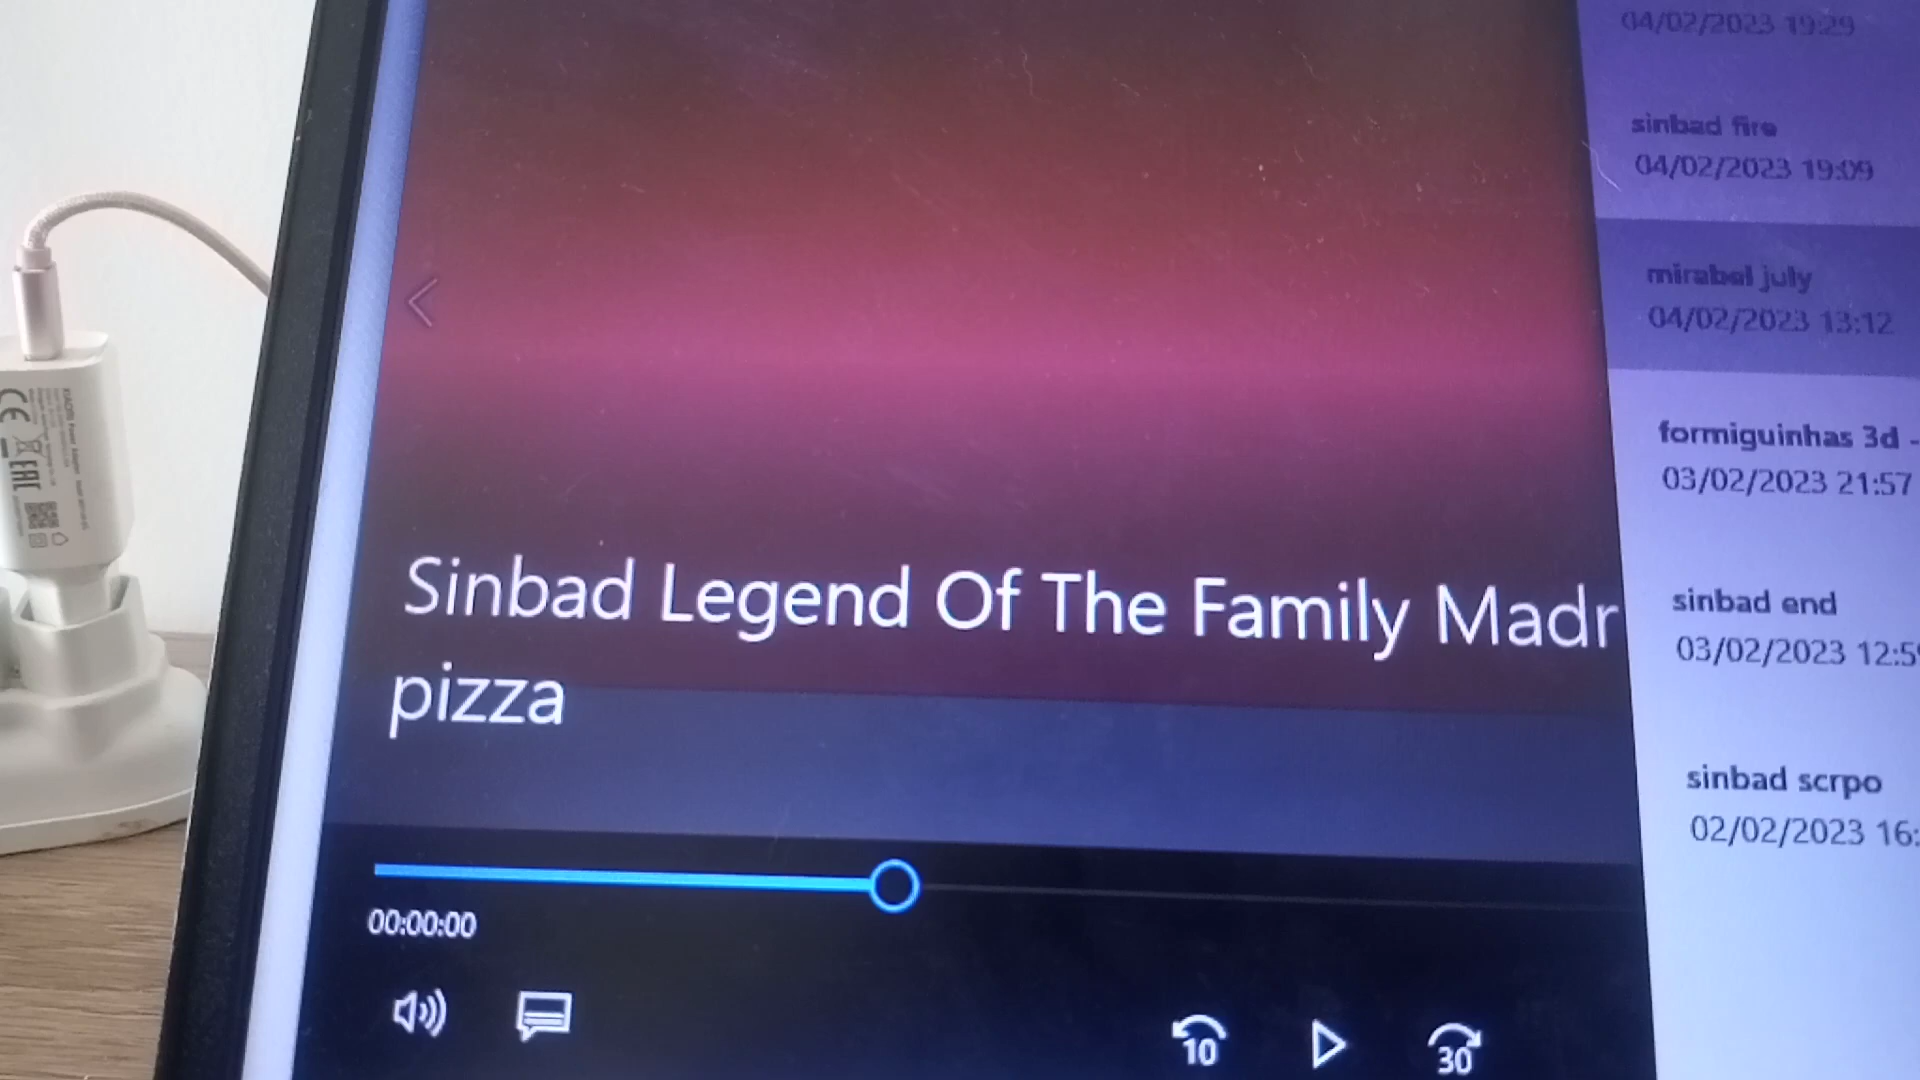 04/02/2023 19:29
sinbad fire
04/02/2023 19:09
mirabel july
04/02/2023 13:12
formiguinhas 3d -
03/02/2023 21:57
sinbad end
03/02/2023 12:5
sinbad scrpo
02/02/2023 16:
Sinbad Legend Of The Family Madr
pizza
00:00:00
10
30
CE
EAC